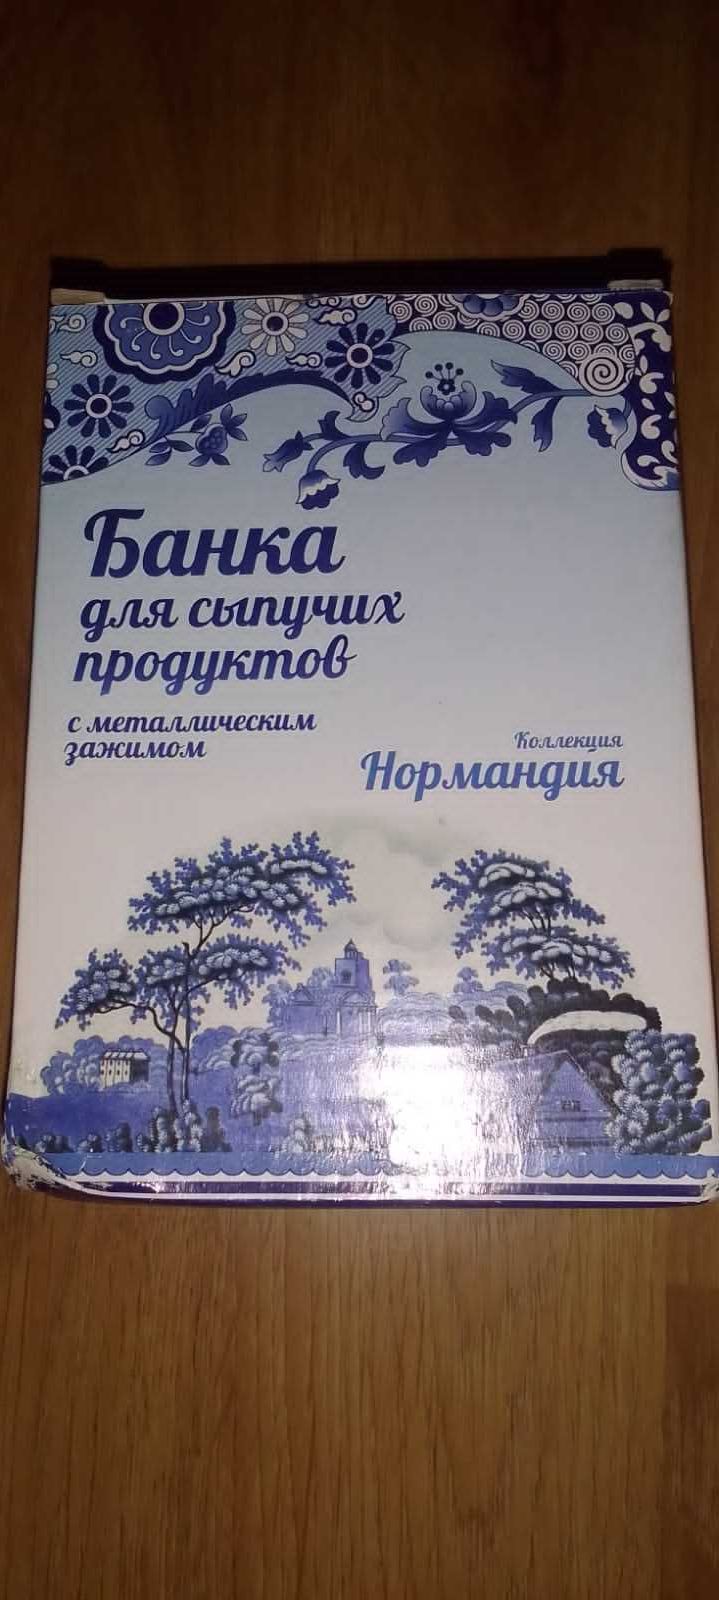 Банка
для сыпучих
продуктов
с металлическим
зажимом
Коллекция
Нормандия